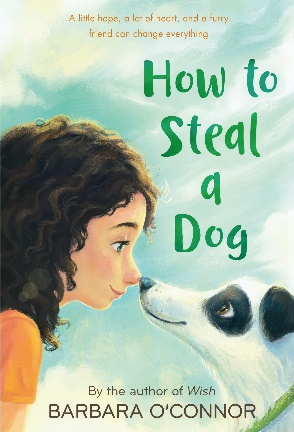 A little hope, a lot of heart, and a furry
friend can change everything
How to
Steal
a
Dog
By the author of Wish
BARBARA O'CONNOR